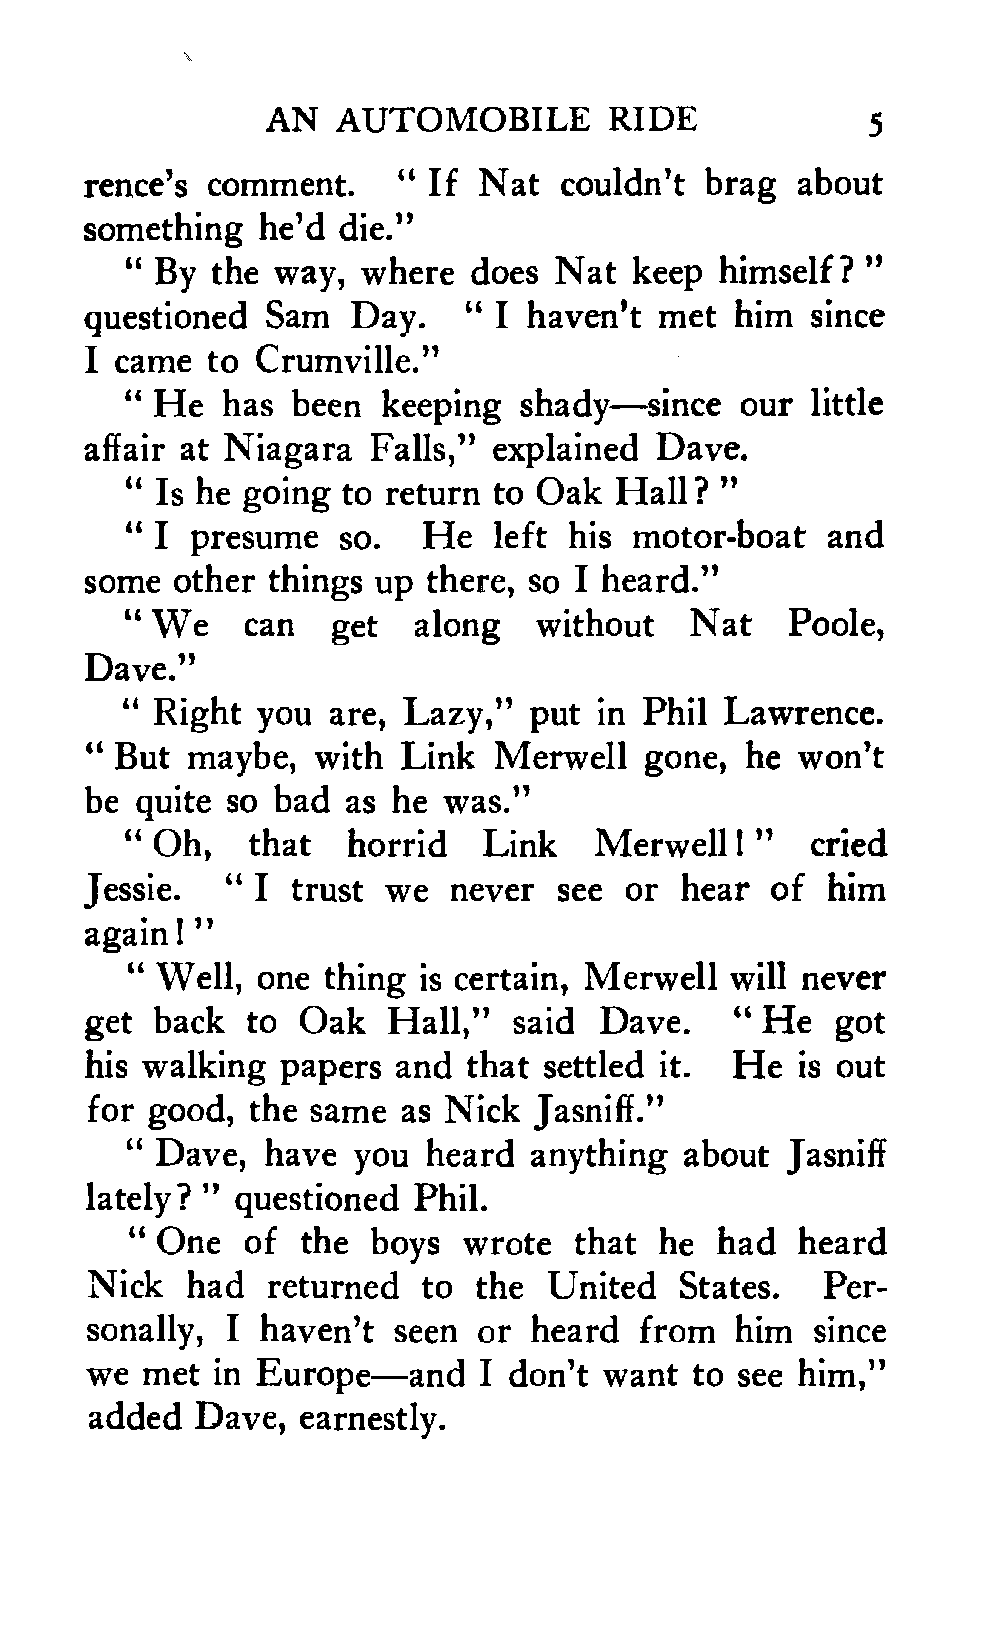 AN AUTOMOBILE RIDE 5
rence's comment. " If Nat couldn't brag about
something he'd die."
" By the way, where does Nat keep himself? "
questioned Sam Day. " I haven't met him since
I came to Crumville."
" He has been keeping shady—since our little
affair at Niagara Falls," explained Dave.
" Is he going to return to Oak Hall? "
" I presume so. He left his motor-boat and
some other things up there, so I heard."
" We can get along without Nat Poole,
Dave."
" Right you are, Lazy," put in Phil Lawrence.
" But maybe, with Link Merwell gone, he won't
be quite so bad as he was."
" Oh, that horrid Link Merwell! " cried
Jessie. " I trust we never see or hear of him
again! "
" Well, one thing is certain, Merwell will never
get back to Oak Hall," said Dave. " He got
his walking papers and that settled it. He is out
for good, the same as Nick Jasniff."
" Dave, have you heard anything about Jasniff
lately? " questioned Phil.
" One of the boys wrote that he had heard
Nick had returned to the United States. Per-
sonally, I haven't seen or heard from him since
we met in Europe—and I don't want to see him,"
added Dave, earnestly.